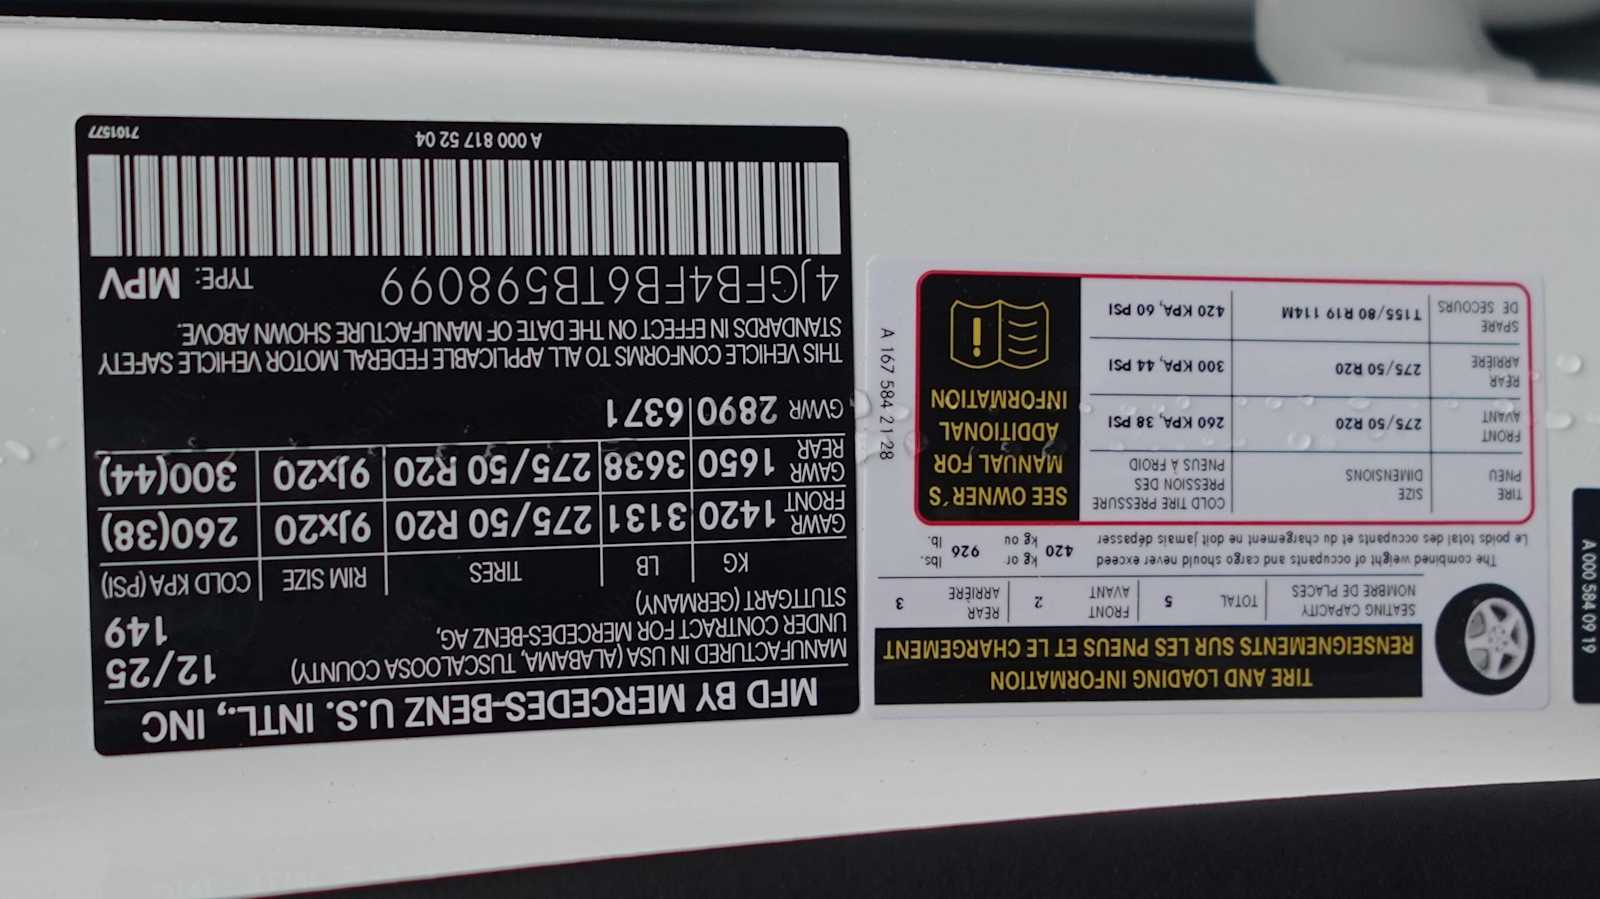 MFD BY MERCEDES-BENZ U.S. INTL., INC
MANUFACTURED IN USA (ALABAMA, TUSCALOOSA COUNTY) 12/25
UNDER CONTRACT FOR MERCEDES-BENZ AG, 149
STUTTGART (GERMANY)
KG LB TIRES RIM SIZE COLD KPA (PSI)
GAWR FRONT 1420 3131 275/50 R20 9Jx20 260(38)
GAWR REAR 1650 3638 275/50 R20 9Jx20 300(44)
GVWR 2890 6371
THIS VEHICLE CONFORMS TO ALL APPLICABLE FEDERAL MOTOR VEHICLE SAFETY
STANDARDS IN EFFECT ON THE DATE OF MANUFACTURE SHOWN ABOVE.
4JGFB4FB6TB598099 TYPE: MPV
A 000 817 52 04 7101577
TIRE AND LOADING INFORMATION
RENSEIGNEMENTS SUR LES PNEUS ET LE CHARGEMENT
SEATING CAPACITY TOTAL 5 FRONT 2 REAR 3
NOMBRE DE PLACES AVANT ARRIÈRE
The combined weight of occupants and cargo should never exceed 420 kg or 926 lbs.
Le poids total des occupants et du chargement ne doit jamais dépasser kg ou lb.
TIRE SIZE COLD TIRE PRESSURE
PNEU DIMENSIONS PRESSION DES
PNEUS À FROID
FRONT 275/50 R20 260 KPA, 38 PSI
AVANT
REAR 275/50 R20 300 KPA, 44 PSI
ARRIÈRE
SPARE T155/80 R19 114M 420 KPA, 60 PSI
DE SECOURS
SEE OWNER'S
MANUAL FOR
ADDITIONAL
INFORMATION
A 167 584 21 28
A 000 584 09 19